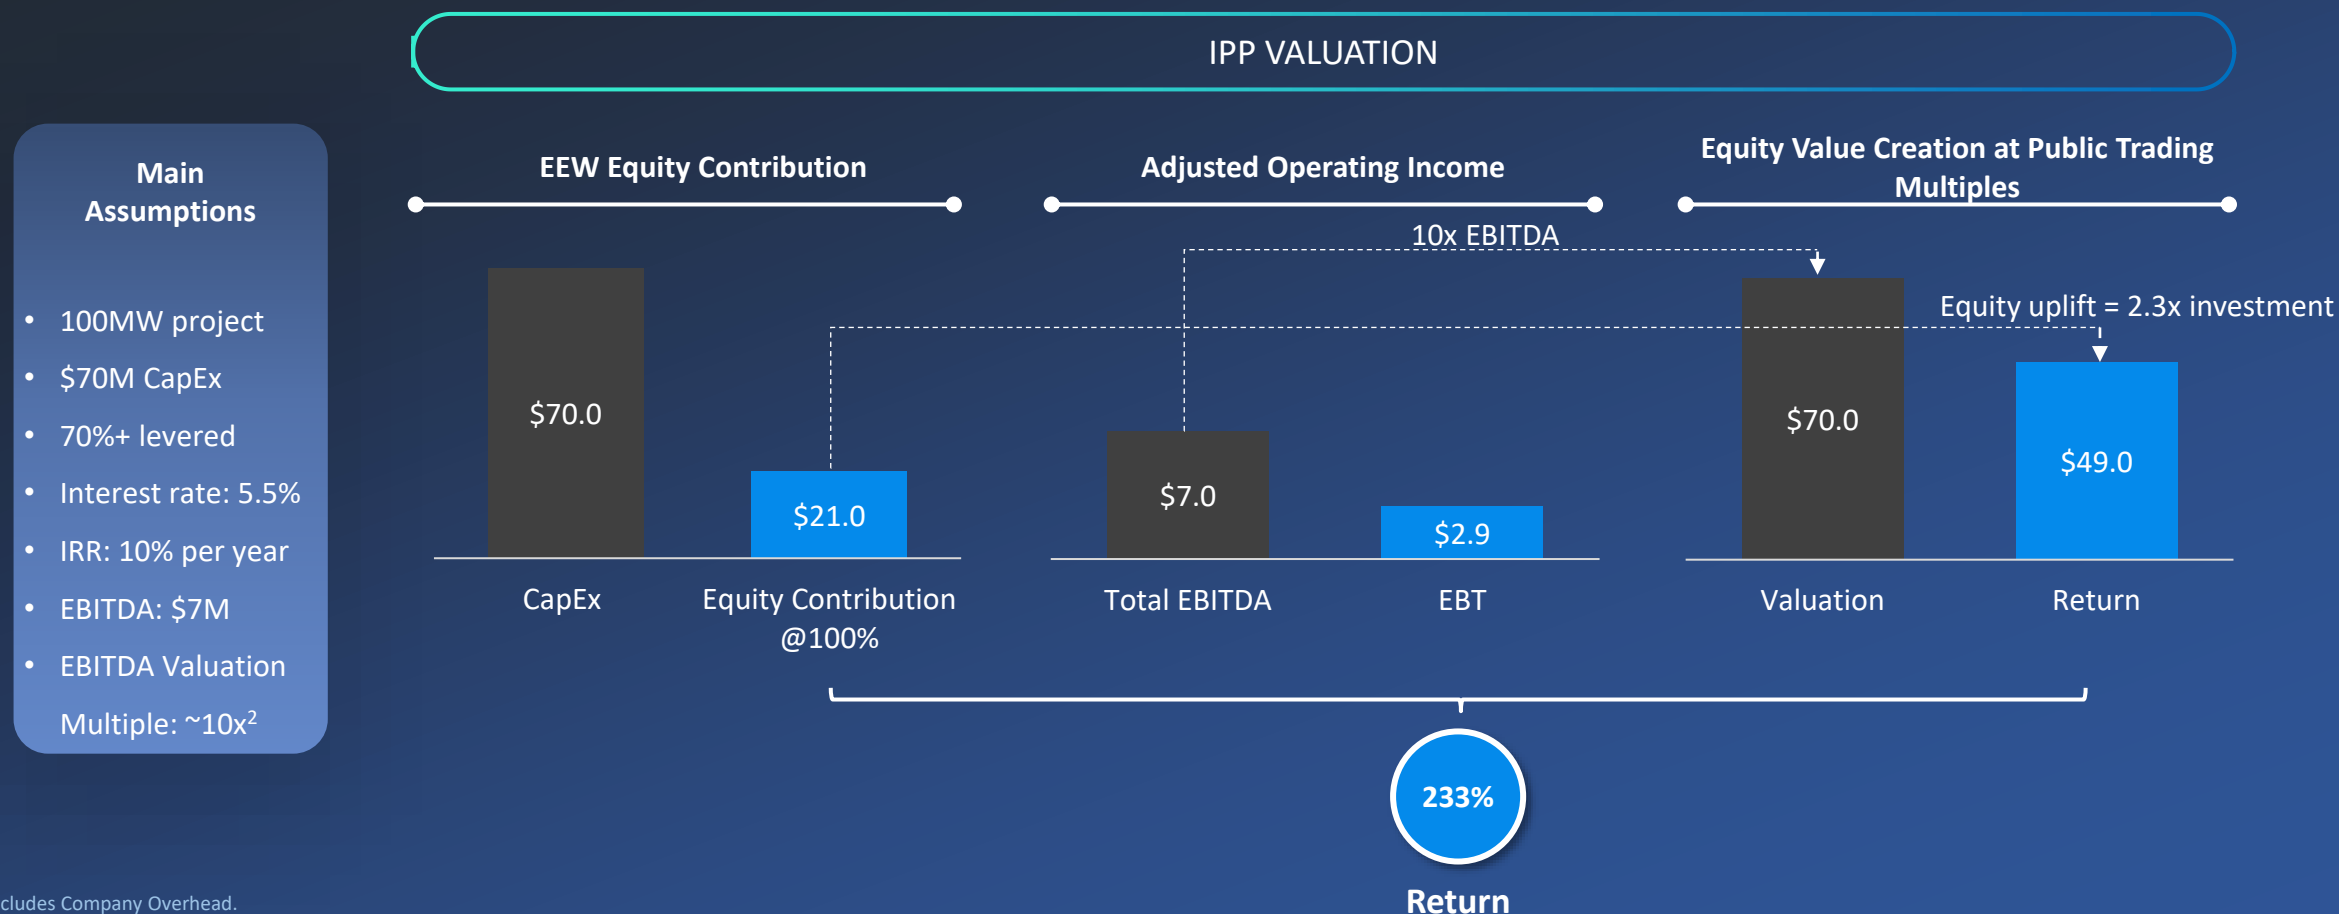 IPP VALUATION
Main
Assumptions
• 100MW project
• $70M CapEx
• 70%+ levered
• Interest rate: 5.5%
• IRR: 10% per year
• EBITDA: $7M
• EBITDA Valuation
Multiple: ~10x²
EEW Equity Contribution
$70.0
$21.0
CapEx
Equity Contribution
@100%
Adjusted Operating Income
10x EBITDA
$7.0
$2.9
Total EBITDA
EBT
Equity Value Creation at Public Trading
Multiples
Equity uplift = 2.3x investment
$70.0
$49.0
Valuation
Return
233%
Return
Company Overhead.